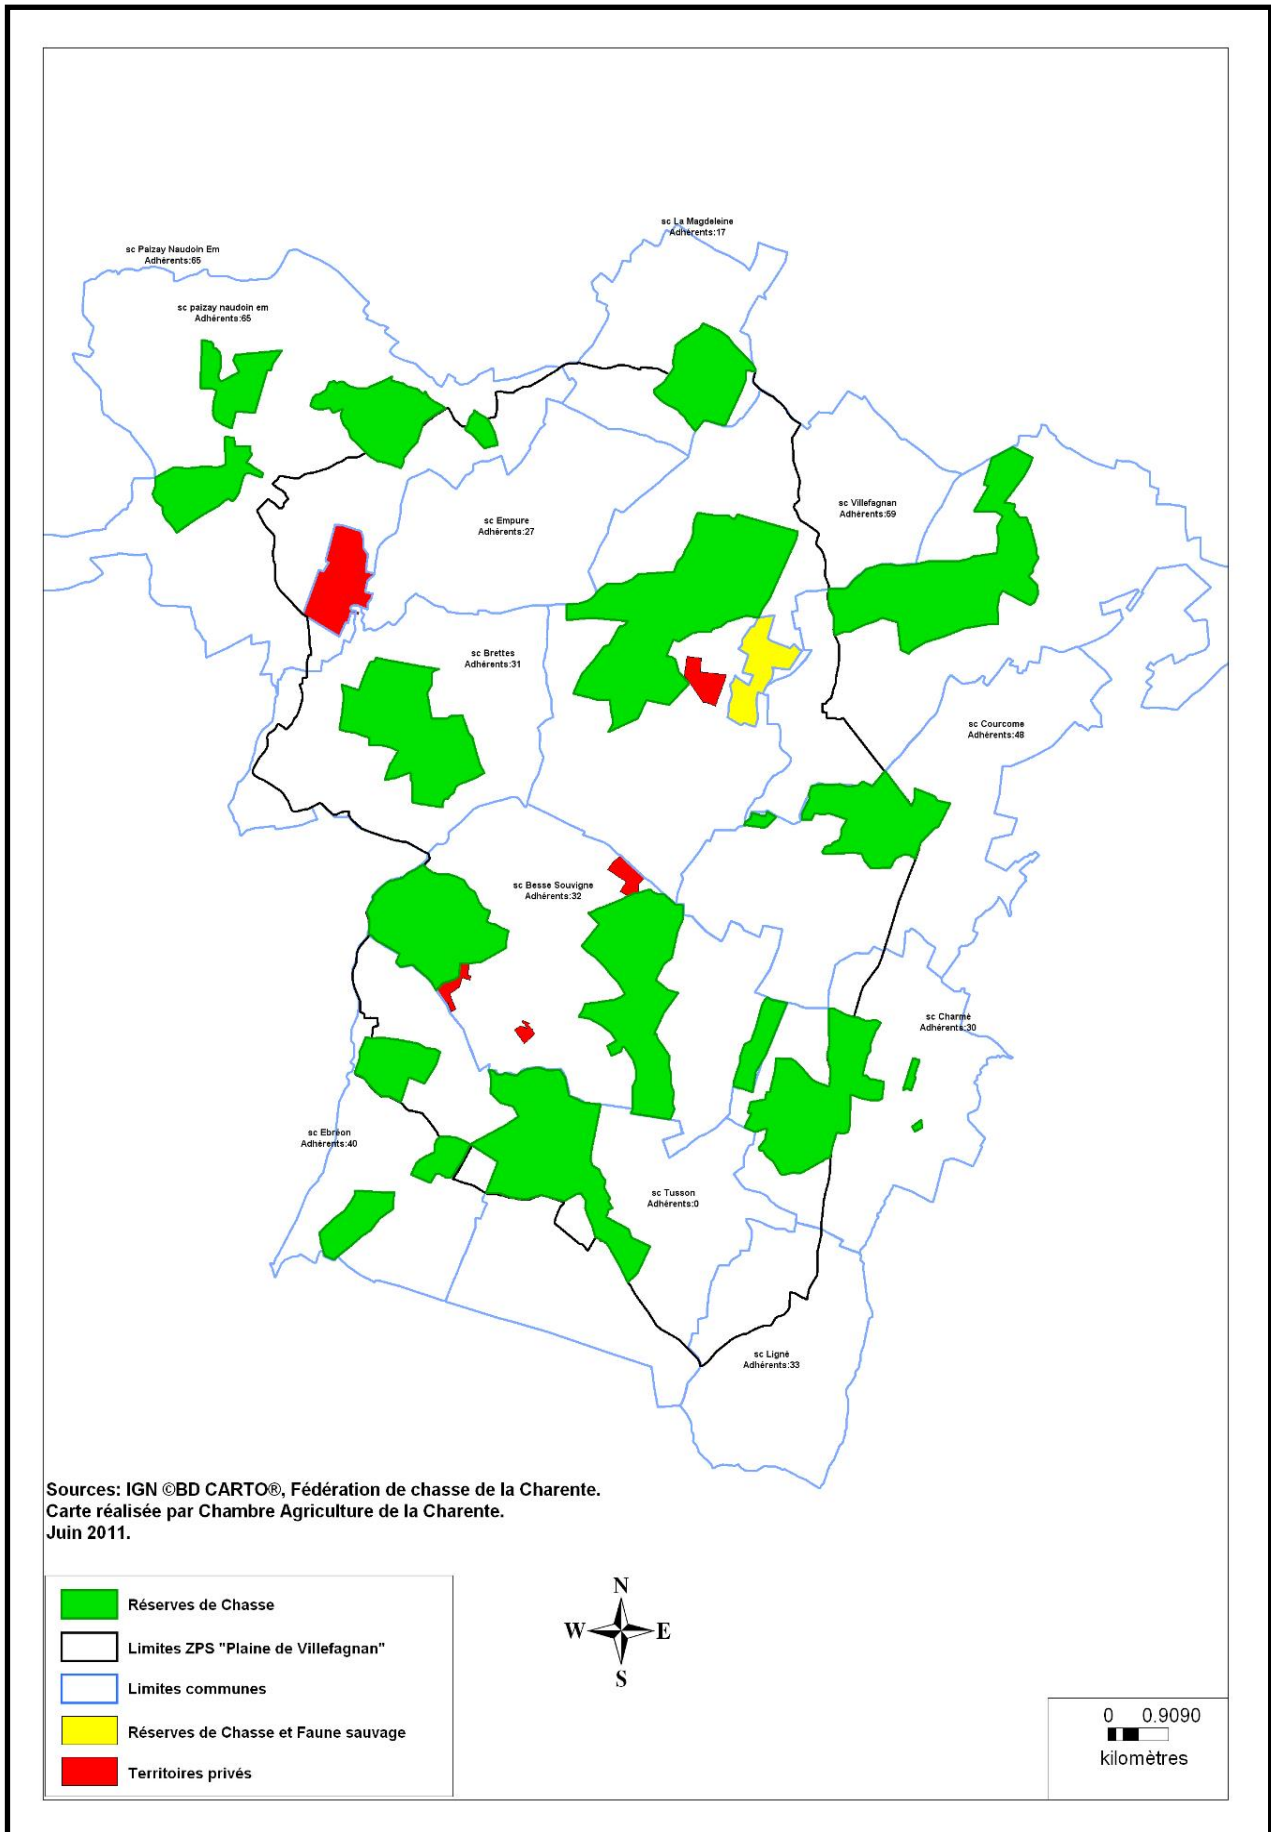 sc La Magdeleine
Adhérents:17
sc Paizay Naudoin Em
Adhérents:65
sc paizay naudoin em
Adhérents:65
sc Villefagnan
Adhérents:59
sc Empure
Adhérents:27
sc Brettes
Adhérents:31
sc Courcome
Adhérents:48
sc Besse Souvigne
Adhérents:32
sc Charmé
Adhérents:30
sc Ebréon
Adhérents:40
sc Tusson
Adhérents:0
sc Ligné
Adhérents:33
Sources: IGN ©BD CARTO®, Fédération de chasse de la Charente.
Carte réalisée par Chambre Agriculture de la Charente.
Juin 2011.
Réserves de Chasse
Limites ZPS "Plaine de Villefagnan"
Limites communes
Réserves de Chasse et Faune sauvage
Territoires privés
N
W E
S
0 0.9090
kilomètres